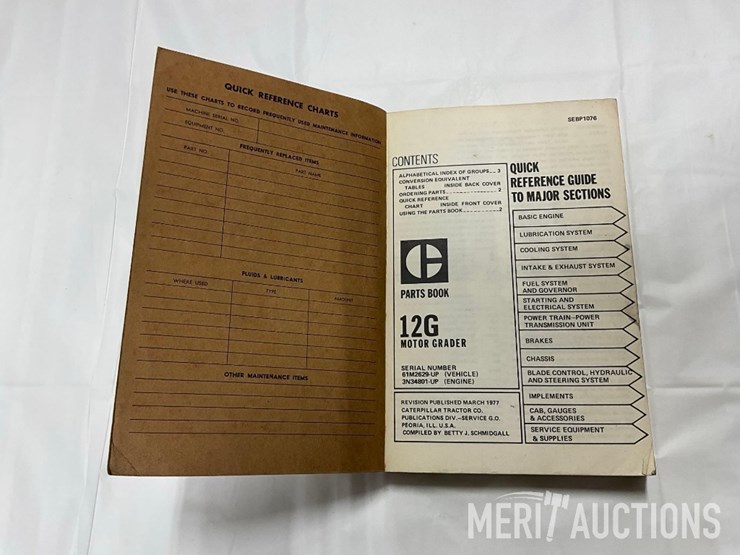 QUICK REFERENCE CHARTS
USE THESE CHARTS TO RECORD FREQUENTLY USED MAINTENANCE INFORMATION
MACHINE SERIAL NO.
EQUIPMENT NO.
FREQUENTLY REPLACED ITEMS
PART NO. PART NAME
FLUIDS & LUBRICANTS
WHERE USED TYPE AMOUNT
OTHER MAINTENANCE ITEMS
SEBP1076
CONTENTS
ALPHABETICAL INDEX OF GROUPS 3
CONVERSION EQUIVALENT
TABLES INSIDE BACK COVER
ORDERING PARTS 2
QUICK REFERENCE
CHART INSIDE FRONT COVER
USING THE PARTS BOOK 2
C
PARTS BOOK
12G
MOTOR GRADER
SERIAL NUMBER
61M2629-UP (VEHICLE)
3N34801-UP (ENGINE)
REVISION PUBLISHED MARCH 1977
CATERPILLAR TRACTOR CO.
PUBLICATIONS DIV.-SERVICE G.O.
PEORIA, ILL. U.S.A.
COMPILED BY BETTY J. SCHMIDGALL
QUICK
REFERENCE GUIDE
TO MAJOR SECTIONS
BASIC ENGINE
LUBRICATION SYSTEM
COOLING SYSTEM
INTAKE & EXHAUST SYSTEM
FUEL SYSTEM
AND GOVERNOR
STARTING AND
ELECTRICAL SYSTEM
POWER TRAIN-POWER
TRANSMISSION UNIT
BRAKES
CHASSIS
BLADE CONTROL, HYDRAULIC
AND STEERING SYSTEM
IMPLEMENTS
CAB, GAUGES
& ACCESSORIES
SERVICE EQUIPMENT
& SUPPLIES
MERIT AUCTIONS